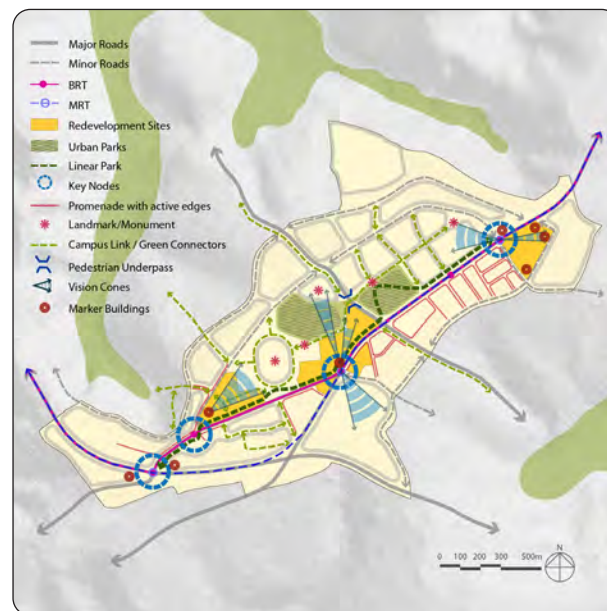 Major Roads
Minor Roads
BRT
MRT
Redevelopment Sites
Urban Parks
Linear Park
Key Nodes
Promenade with active edges
Landmark/Monument
Campus Link / Green Connectors
Pedestrian Underpass
Vision Cones
Marker Buildings
0 100 200 300 500m
N